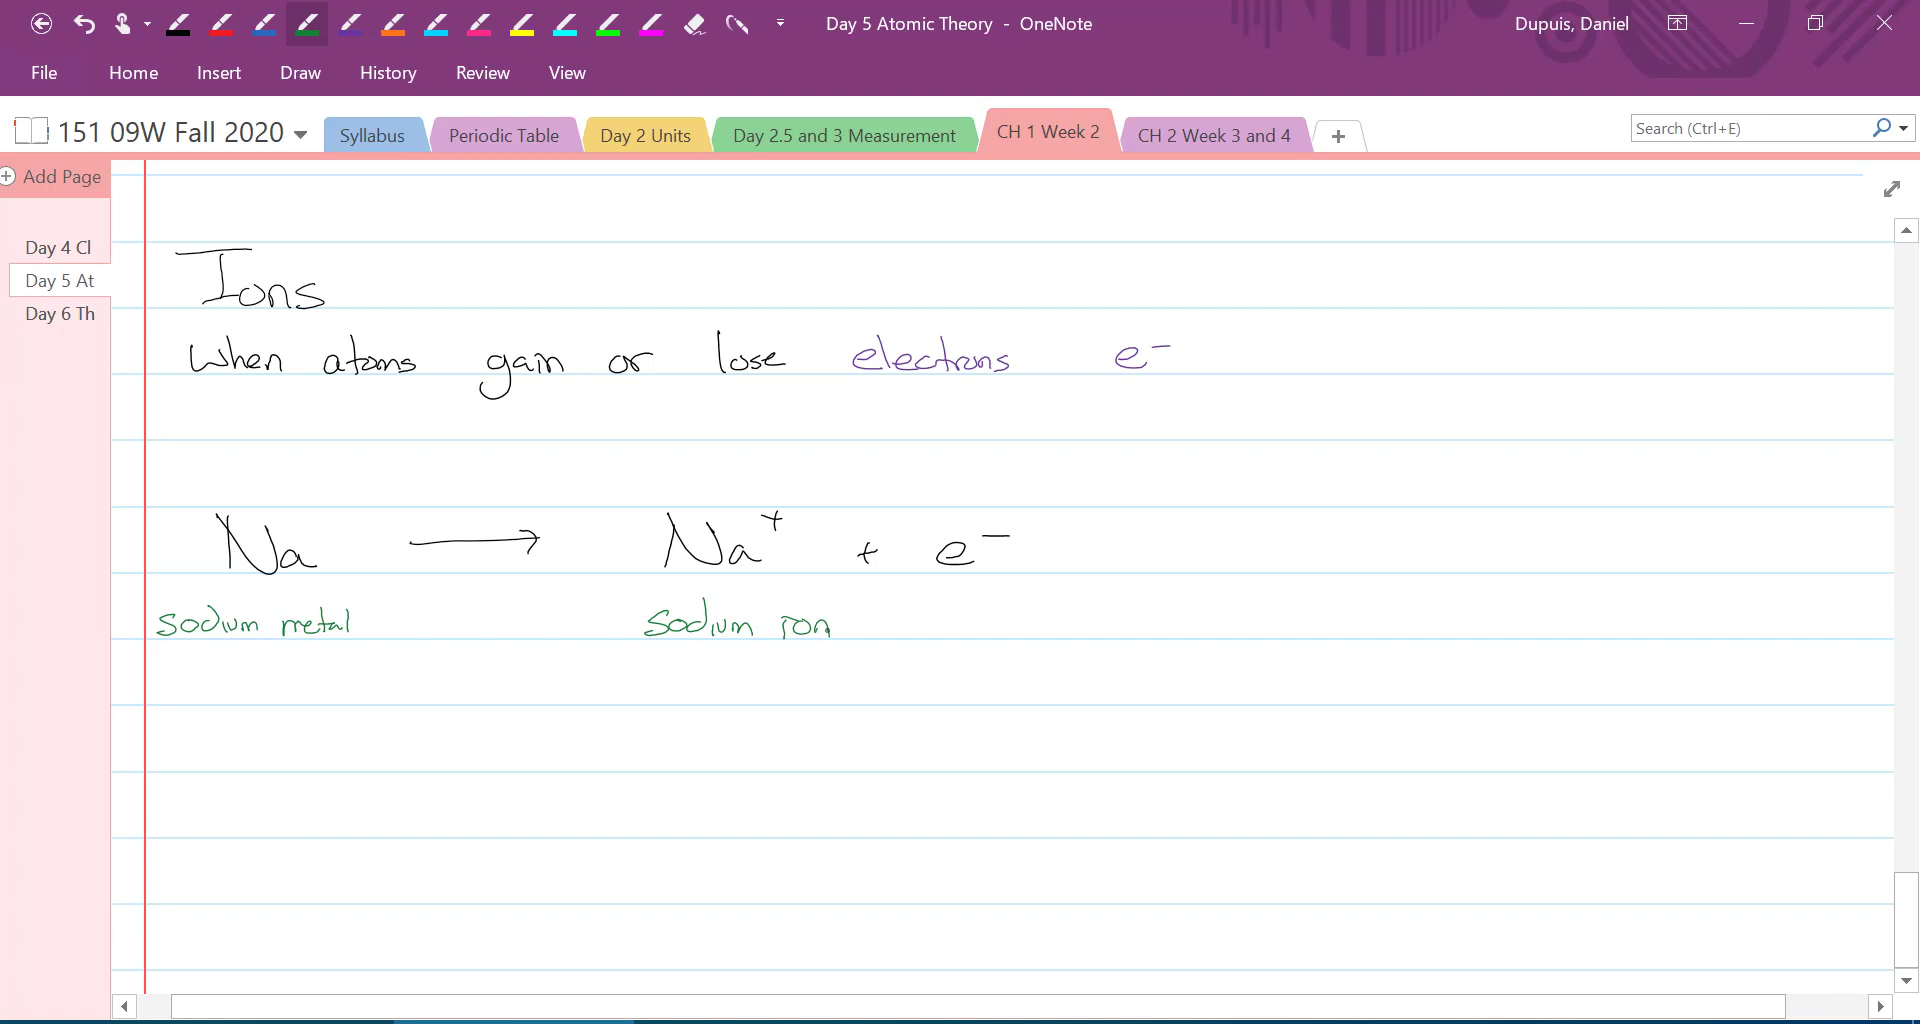 Day 5 Atomic Theory - OneNote
Dupuis, Daniel
File Home Insert Draw History Review View
151 09W Fall 2020
Syllabus Periodic Table Day 2 Units Day 2.5 and 3 Measurement CH 1 Week 2 CH 2 Week 3 and 4
Search (Ctrl+E)
Add Page
Day 4 Cl
Day 5 At
Day 6 Th
Ions
When atoms gain or lose electrons e⁻
Na → Na⁺ + e⁻
sodium metal sodium ion